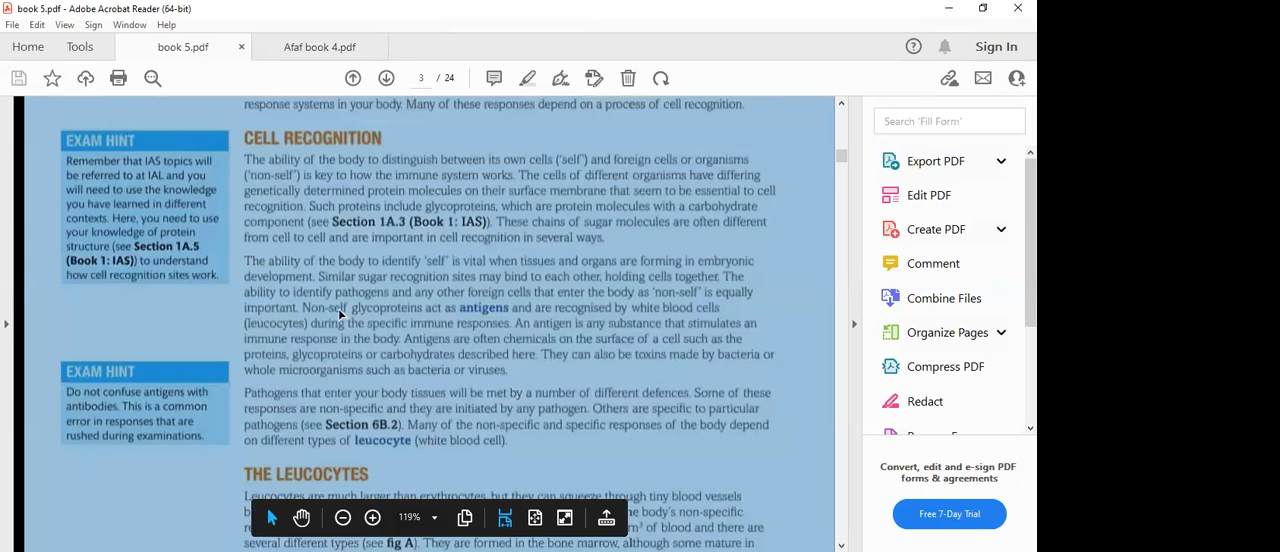 book 5.pdf - Adobe Acrobat Reader (64-bit)
File Edit View Sign Window Help
Home Tools book 5.pdf × Afaf book 4.pdf Sign In
3 / 24
response systems in your body. Many of these responses depend on a process of cell recognition.
EXAM HINT
Remember that IAS topics will
be referred to at IAL and you
will need to use the knowledge
you have learned in different
contexts. Here, you need to use
your knowledge of protein
structure (see Section 1A.5
(Book 1: IAS)) to understand
how cell recognition sites work.
CELL RECOGNITION
The ability of the body to distinguish between its own cells ('self') and foreign cells or organisms
('non-self') is key to how the immune system works. The cells of different organisms have differing
genetically determined protein molecules on their surface membrane that seem to be essential to cell
recognition. Such proteins include glycoproteins, which are protein molecules with a carbohydrate
component (see Section 1A.3 (Book 1: IAS)). These chains of sugar molecules are often different
from cell to cell and are important in cell recognition in several ways.
The ability of the body to identify 'self' is vital when tissues and organs are forming in embryonic
development. Similar sugar recognition sites may bind to each other, holding cells together. The
ability to identify pathogens and any other foreign cells that enter the body as 'non-self' is equally
important. Non-self glycoproteins act as antigens and are recognised by white blood cells
(leucocytes) during the specific immune responses. An antigen is any substance that stimulates an
immune response in the body. Antigens are often chemicals on the surface of a cell such as the
proteins, glycoproteins or carbohydrates described here. They can also be toxins made by bacteria or
whole microorganisms such as bacteria or viruses.
EXAM HINT
Do not confuse antigens with
antibodies. This is a common
error in responses that are
rushed during examinations.
Pathogens that enter your body tissues will be met by a number of different defences. Some of these
responses are non-specific and they are initiated by any pathogen. Others are specific to particular
pathogens (see Section 6B.2). Many of the non-specific and specific responses of the body depend
on different types of leucocyte (white blood cell).
THE LEUCOCYTES
Leucocytes are much larger than erythrocytes, but they can squeeze through tiny blood vessels
he body's non-specific
of blood and there are
several different types (see fig A). They are formed in the bone marrow, although some mature in
119%
Search 'Fill Form'
Export PDF
Edit PDF
Create PDF
Comment
Combine Files
Organize Pages
Compress PDF
Redact
Convert, edit and e-sign PDF
forms & agreements
Free 7-Day Trial